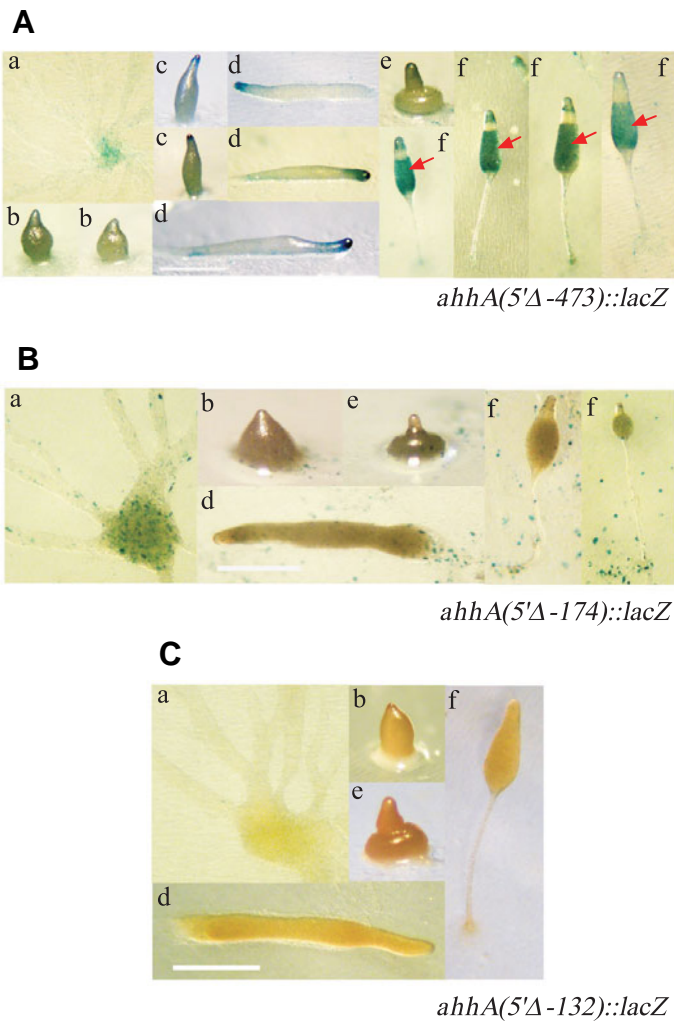 A
a
c
d
e
f
f
f
c
d
f
b
b
d
ahhA(5'Δ-473)::lacZ
B
a
b
e
f
f
d
ahhA(5'Δ-174)::lacZ
C
a
b
f
e
d
ahhA(5'Δ-132)::lacZ